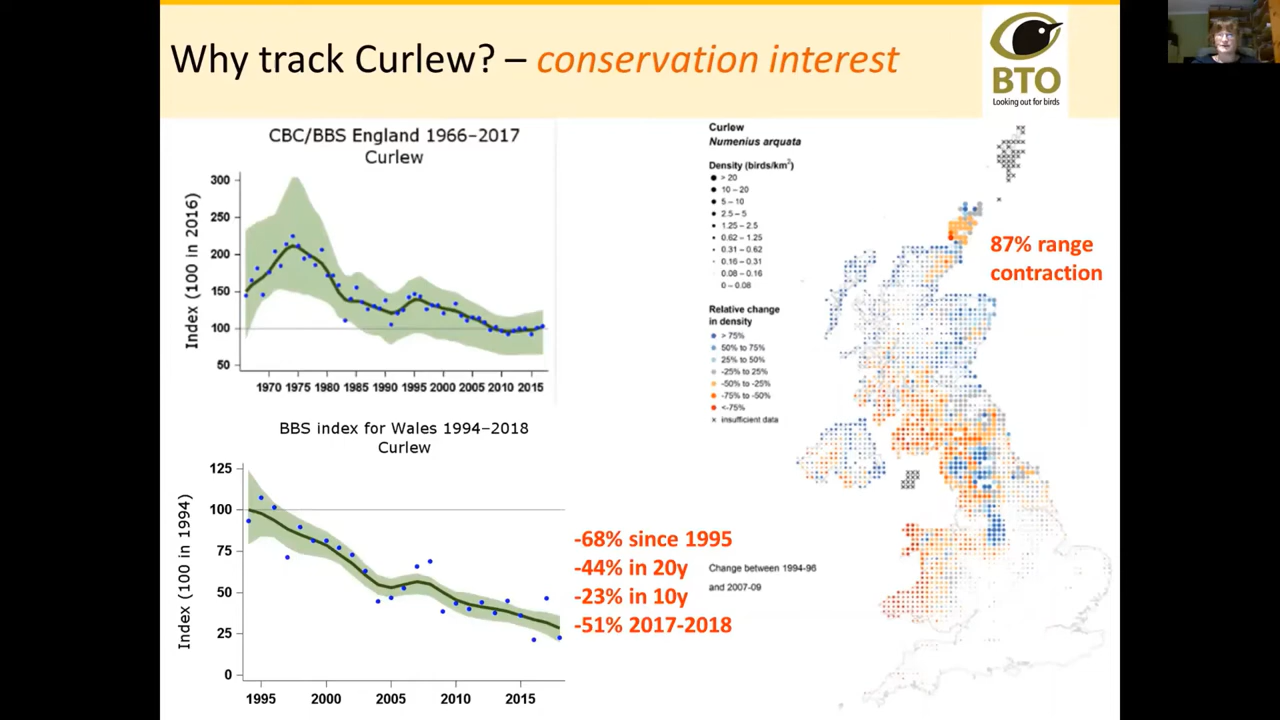 Why track Curlew? – conservation interest
BTO
Looking out for birds
CBC/BBS England 1966–2017
Curlew
Index (100 in 2016)
300
250
200
150
100
50
1970 1975 1980 1985 1990 1995 2000 2005 2010 2015
BBS index for Wales 1994–2018
Curlew
Index (100 in 1994)
125
100
75
50
25
0
1995 2000 2005 2010 2015
-68% since 1995
-44% in 20y
-23% in 10y
-51% 2017-2018
Curlew
Numenius arquata
Density (birds/km²)
> 20
10 – 20
5 – 10
2.5 – 5
1.25 – 2.5
0.62 – 1.25
0.31 – 0.62
0.16 – 0.31
0.08 – 0.16
0 – 0.08
Relative change
in density
> 75%
50% to 75%
25% to 50%
-25% to 25%
-50% to -25%
-75% to -50%
<-75%
insufficient data
Change between 1994-96
and 2007-09
87% range
contraction